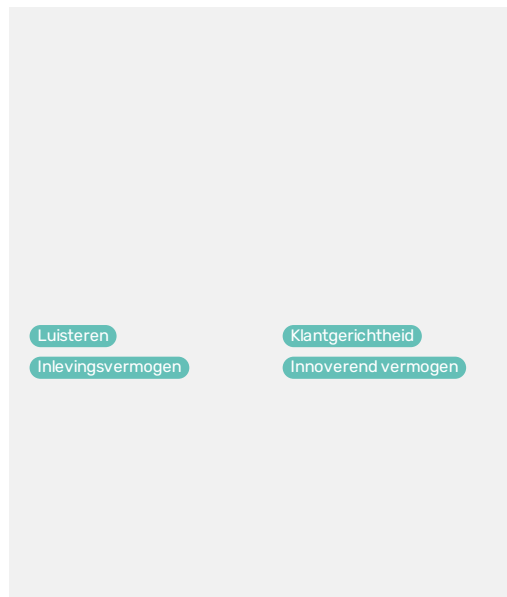 Luisteren
Inlevingsvermogen
Klantgerichtheid
Innoverend vermogen